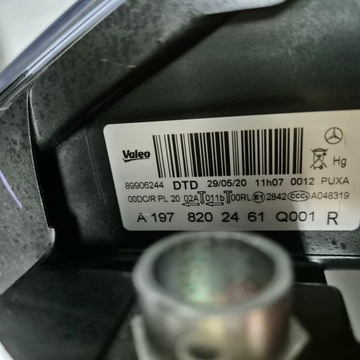 Valeo
Hg
89906244 DTD 29/05/20 11h07 0012 PUXA
00DC/R PL 20 02A 011b 00RL E1 2842 CCC A048319
A 197 820 24 61 Q001 R